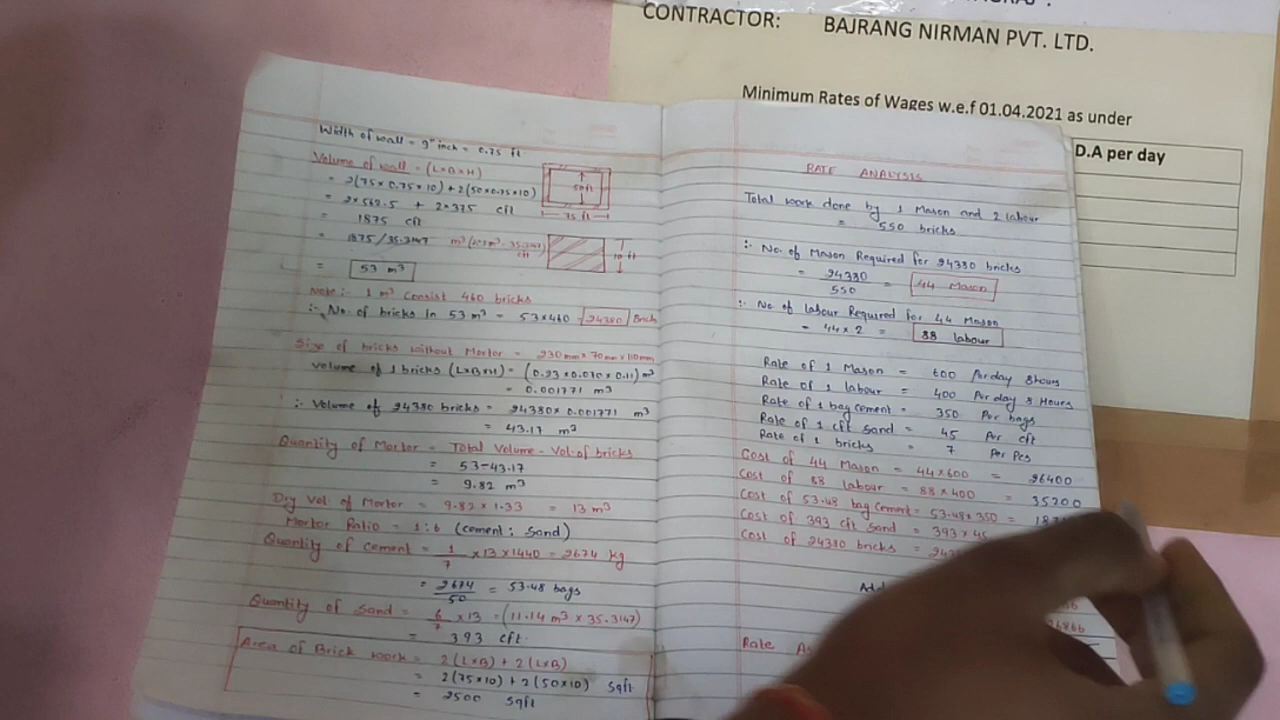 CONTRACTOR: BAJRANG NIRMAN PVT. LTD.
Minimum Rates of Wages w.e.f 01.04.2021 as under
D.A per day
Width of wall = 9" inch = 0.75 ft
Volume of wall = (L×B×H)
= 2(75×0.75×10) + 2(50×0.75×10)
= 2×562.5 + 2×375 cft
= 1875 cft
= 1875/35.3147 m³ (1 m³ = 35.3147 cft)
= 53 m³
50 ft
75 ft
10 ft
Note:- 1 m³ consist 460 bricks
∴ No. of bricks in 53 m³ = 53×460 = 24380 Brick
Size of bricks without Morter = 230mm × 70mm × 110mm
volume of 1 bricks (L×B×H) = (0.23×0.070×0.11) m³
= 0.001771 m³
∴ Volume of 24380 bricks = 24380×0.001771 m³
= 43.17 m³
Quantity of Morter = Total Volume - Vol. of bricks
= 53-43.17
= 9.82 m³
Dry Vol. of Morter = 9.82×1.33 = 13 m³
Morter Ratio = 1:6 (cement: sand)
Quantity of cement = 1/7 ×13×1440 = 2674 kg
= 2674/50 = 53.48 bags
Quantity of sand = 6/7 ×13 = (11.14 m³ × 35.3147)
= 393 cft
Area of Brick work = 2(L×B) + 2(L×B)
= 2(75×10) + 2(50×10) sqft
= 2500 sqft
RATE ANALYSIS
Total work done by 1 Mason and 2 labour
= 550 bricks
∴ No. of Mason Required for 24380 bricks
= 24380/550 = 44 Mason
∴ No of labour Required for 44 Mason
= 44×2 = 88 labour
Rate of 1 Mason = 600 Per day 8 hours
Rate of 1 labour = 400 Per day 8 Hours
Rate of 1 bag cement = 350 Per bags
Rate of 1 cft sand = 45 Per cft
Rate of 1 bricks = 7 Per Pcs
Cost of 44 Mason = 44×600 = 26400
Cost of 88 labour = 88×400 = 35200
Cost of 53.48 bag cement = 53.48×350 =
Cost of 393 cft sand = 393×45
Cost of 24380 bricks =
Rate